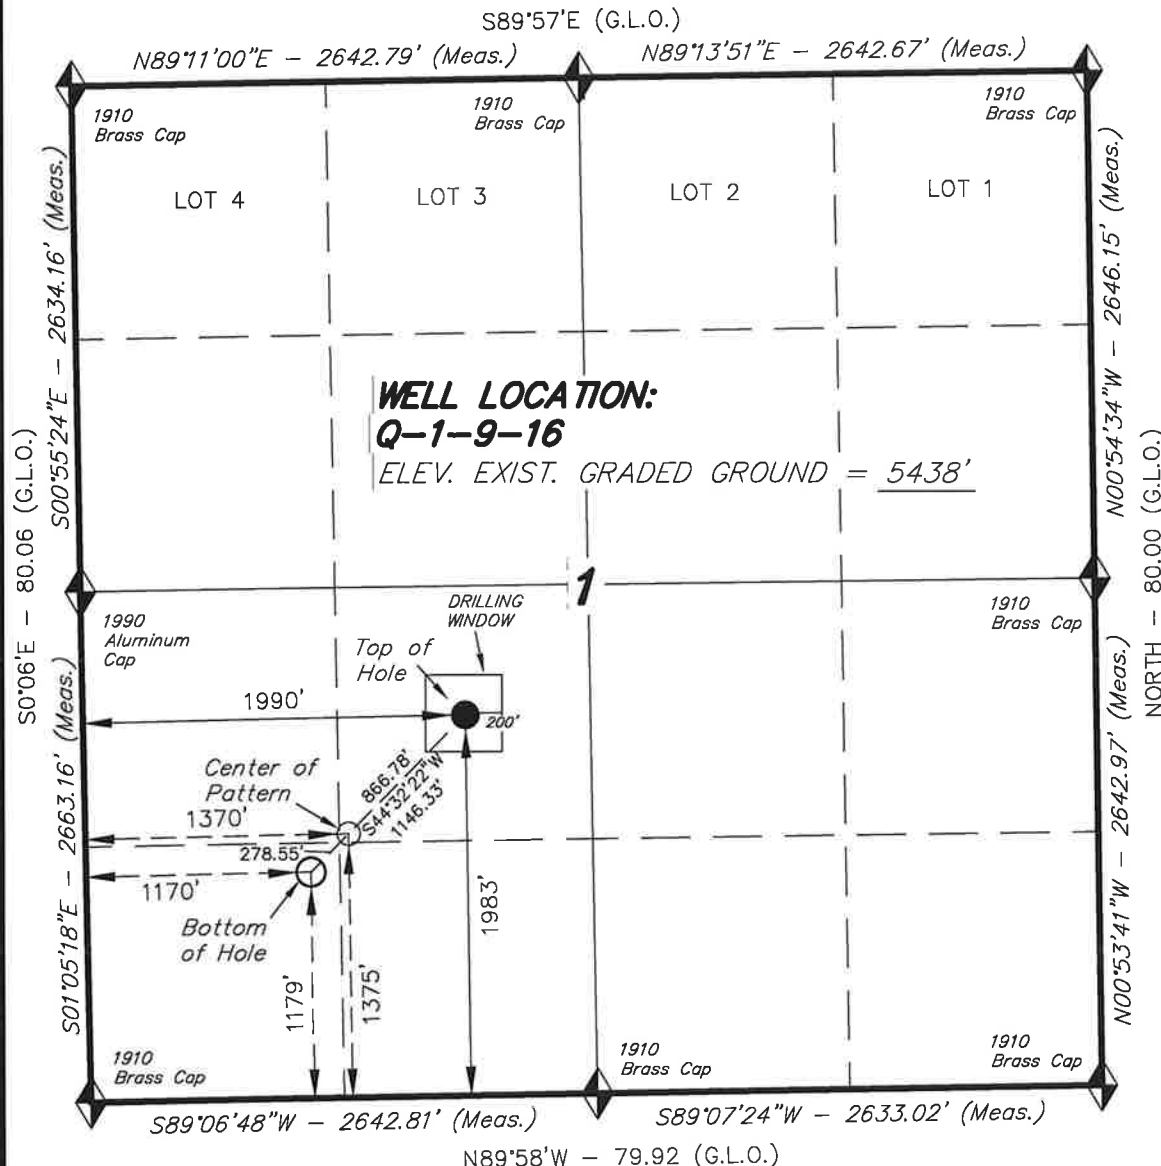 S89°57'E (G.L.O.)
N89°11'00"E - 2642.79' (Meas.)
N89°13'51"E - 2642.67' (Meas.)
1910
Brass Cap
1910
Brass Cap
1910
Brass Cap
LOT 4
LOT 3
LOT 2
LOT 1
S00°55'24"E - 2634.16' (Meas.)
N00°54'34"W - 2646.15' (Meas.)
WELL LOCATION:
Q-1-9-16
ELEV. EXIST. GRADED GROUND = 5438'
S0°06'E - 80.06 (G.L.O.)
NORTH - 80.00 (G.L.O.)
1
1990
Aluminum
Cap
DRILLING
WINDOW
1910
Brass Cap
Top of
Hole
1990'
200'
Center of
Pattern
866.78'
S44°32'22"W
1146.33'
1370'
278.55'
1170'
Bottom
of Hole
1983'
1179'
1375'
S01°05'18"E - 2663.16' (Meas.)
N00°53'41"W - 2642.97' (Meas.)
1910
Brass Cap
1910
Brass Cap
1910
Brass Cap
S89°06'48"W - 2642.81' (Meas.)
S89°07'24"W - 2633.02' (Meas.)
N89°58'W - 79.92 (G.L.O.)